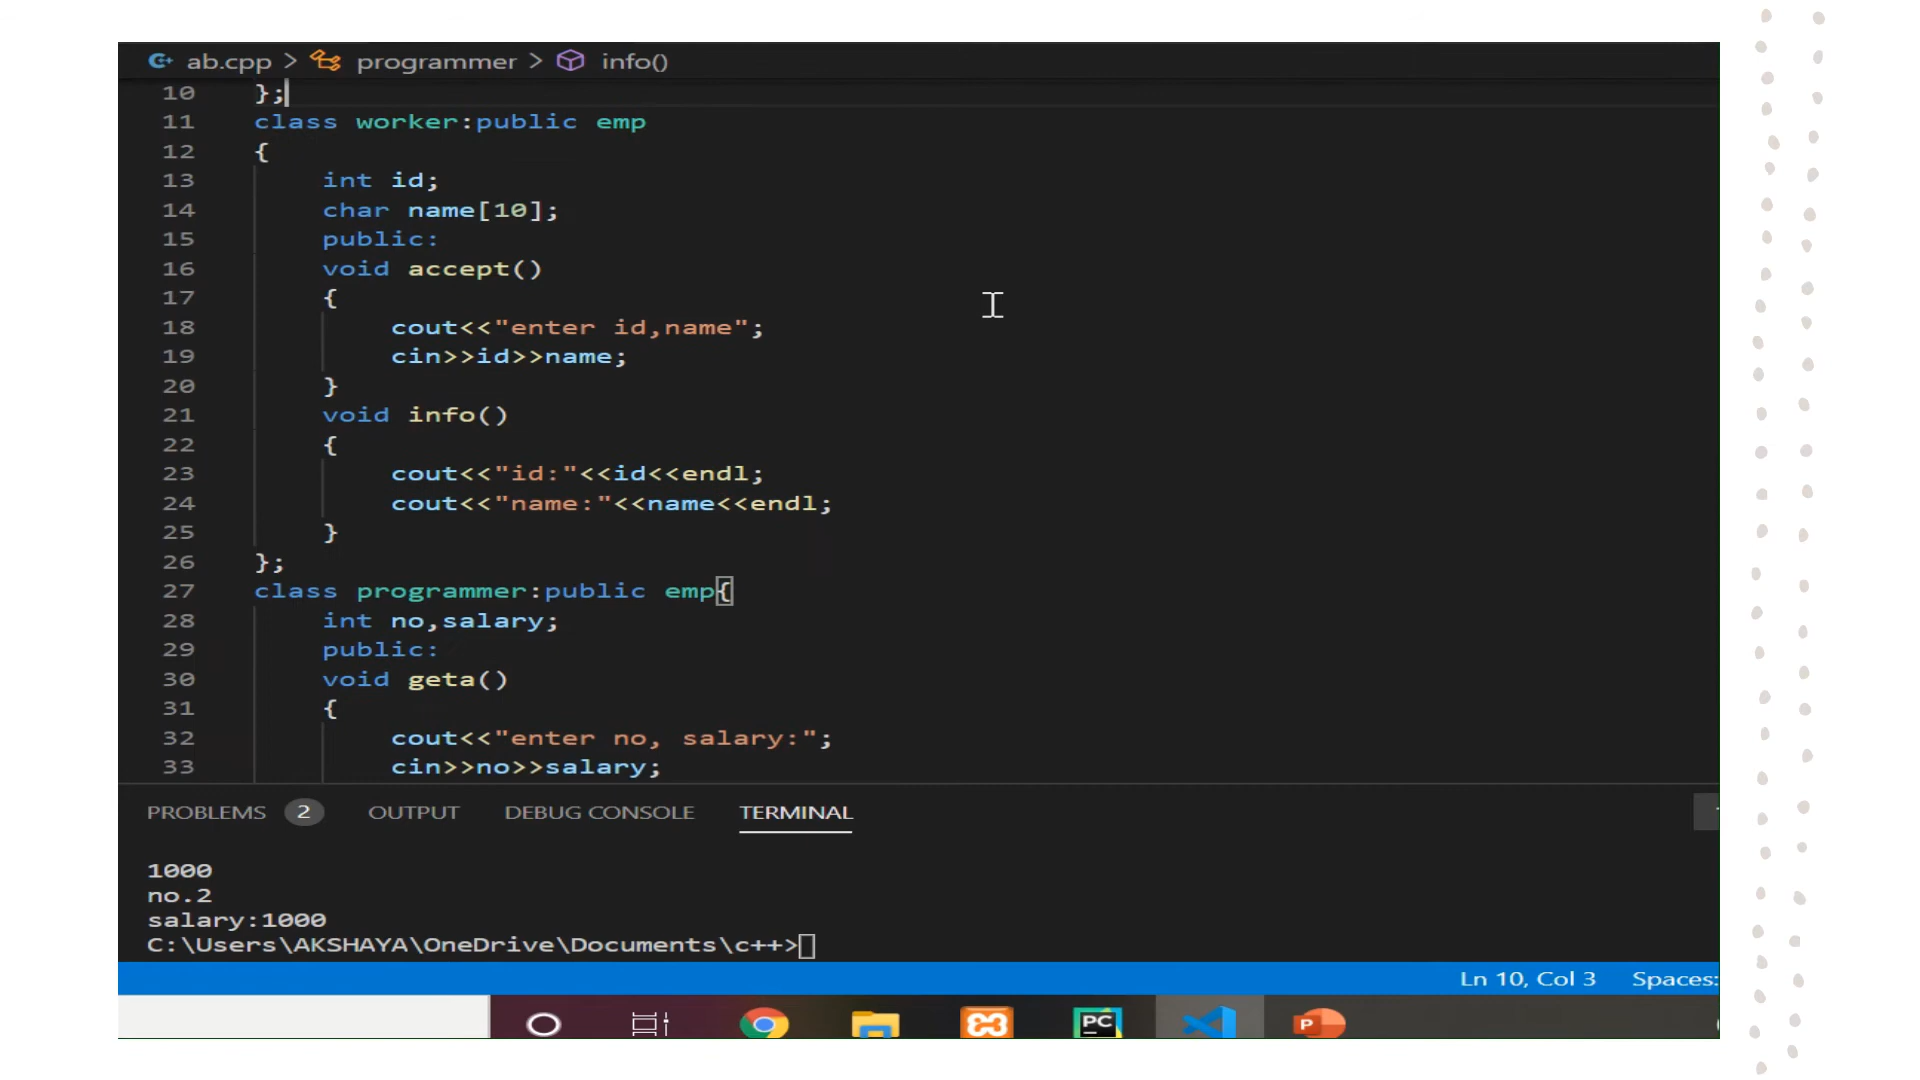 ab.cpp > programmer > info()
10 };
11 class worker:public emp
12 {
13 int id;
14 char name[10];
15 public:
16 void accept()
17 {
18 cout<<"enter id,name";
19 cin>>id>>name;
20 }
21 void info()
22 {
23 cout<<"id:"<<id<<endl;
24 cout<<"name:"<<name<<endl;
25 }
26 };
27 class programmer:public emp{
28 int no,salary;
29 public:
30 void geta()
31 {
32 cout<<"enter no, salary:";
33 cin>>no>>salary;
PROBLEMS 2 OUTPUT DEBUG CONSOLE TERMINAL
1000
no.2
salary:1000
C:\Users\AKSHAYA\OneDrive\Documents\c++>
Ln 10, Col 3 Spaces:
PC P